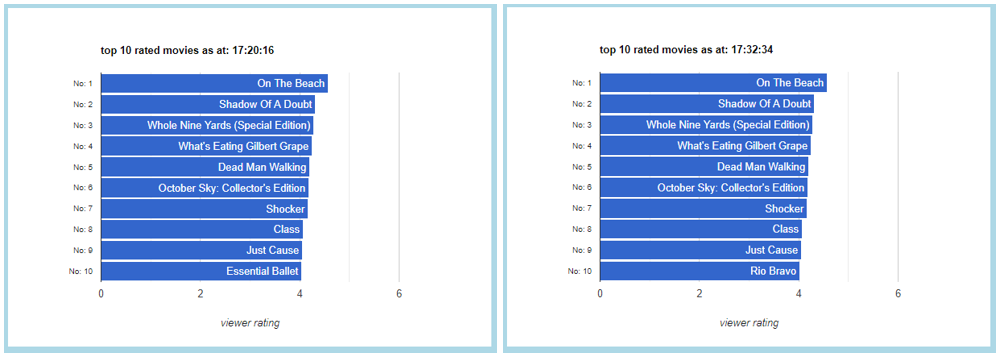 top 10 rated movies as at: 17:20:16
No: 1 On The Beach
No: 2 Shadow Of A Doubt
No: 3 Whole Nine Yards (Special Edition)
No: 4 What's Eating Gilbert Grape
No: 5 Dead Man Walking
No: 6 October Sky: Collector's Edition
No: 7 Shocker
No: 8 Class
No: 9 Just Cause
No: 10 Essential Ballet
0 2 4 6
viewer rating
top 10 rated movies as at: 17:32:34
No: 1 On The Beach
No: 2 Shadow Of A Doubt
No: 3 Whole Nine Yards (Special Edition)
No: 4 What's Eating Gilbert Grape
No: 5 Dead Man Walking
No: 6 October Sky: Collector's Edition
No: 7 Shocker
No: 8 Class
No: 9 Just Cause
No: 10 Rio Bravo
0 2 4 6
viewer rating